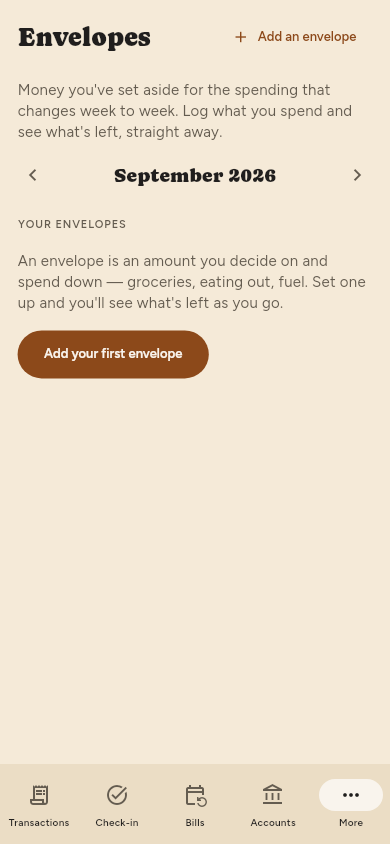 Envelopes
Add an envelope
Money you've set aside for the spending that
changes week to week. Log what you spend and
see what's left, straight away.
September 2026
YOUR ENVELOPES
An envelope is an amount you decide on and
spend down — groceries, eating out, fuel. Set one
up and you'll see what's left as you go.
Add your first envelope
Transactions
Check-in
Bills
Accounts
More